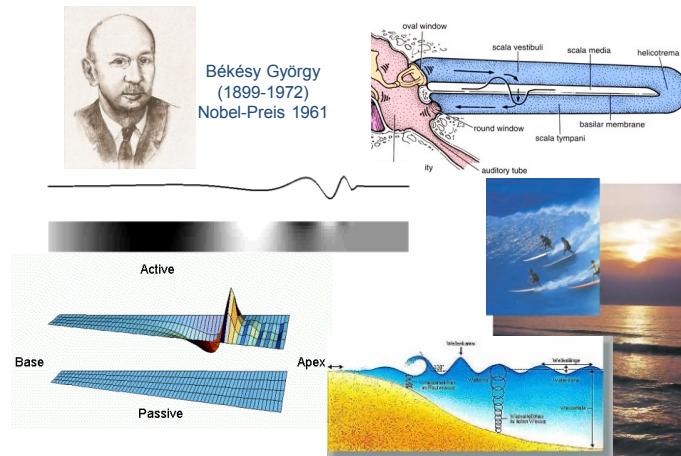 Békésy György
(1899-1972)
Nobel-Preis 1961
oval window
scala vestibuli
scala media
helicotrema
basilar membrane
scala tympani
round window
ity
auditory tube
Active
Base
Apex
Passive
Wellenlänge